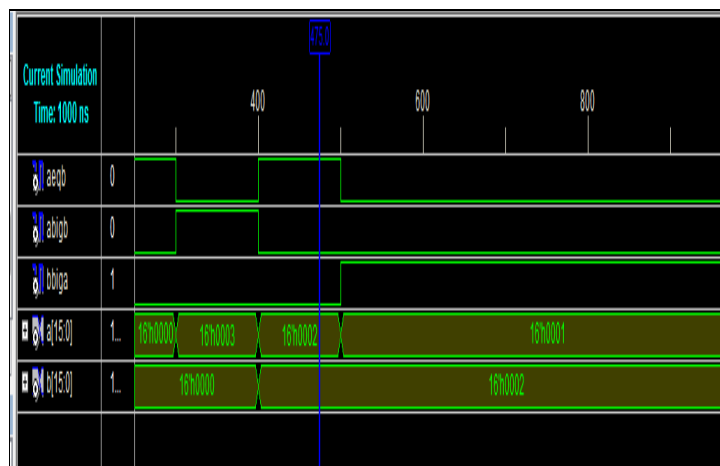 475.0
Current Simulation
Time: 1000 ns
400 600 800
aeqb 0
abigb 0
bbiga 1
a[15:0] 1... 16'h0000 16'h0003 16'h0002 16'h0001
b[15:0] 1... 16'h0000 16'h0002